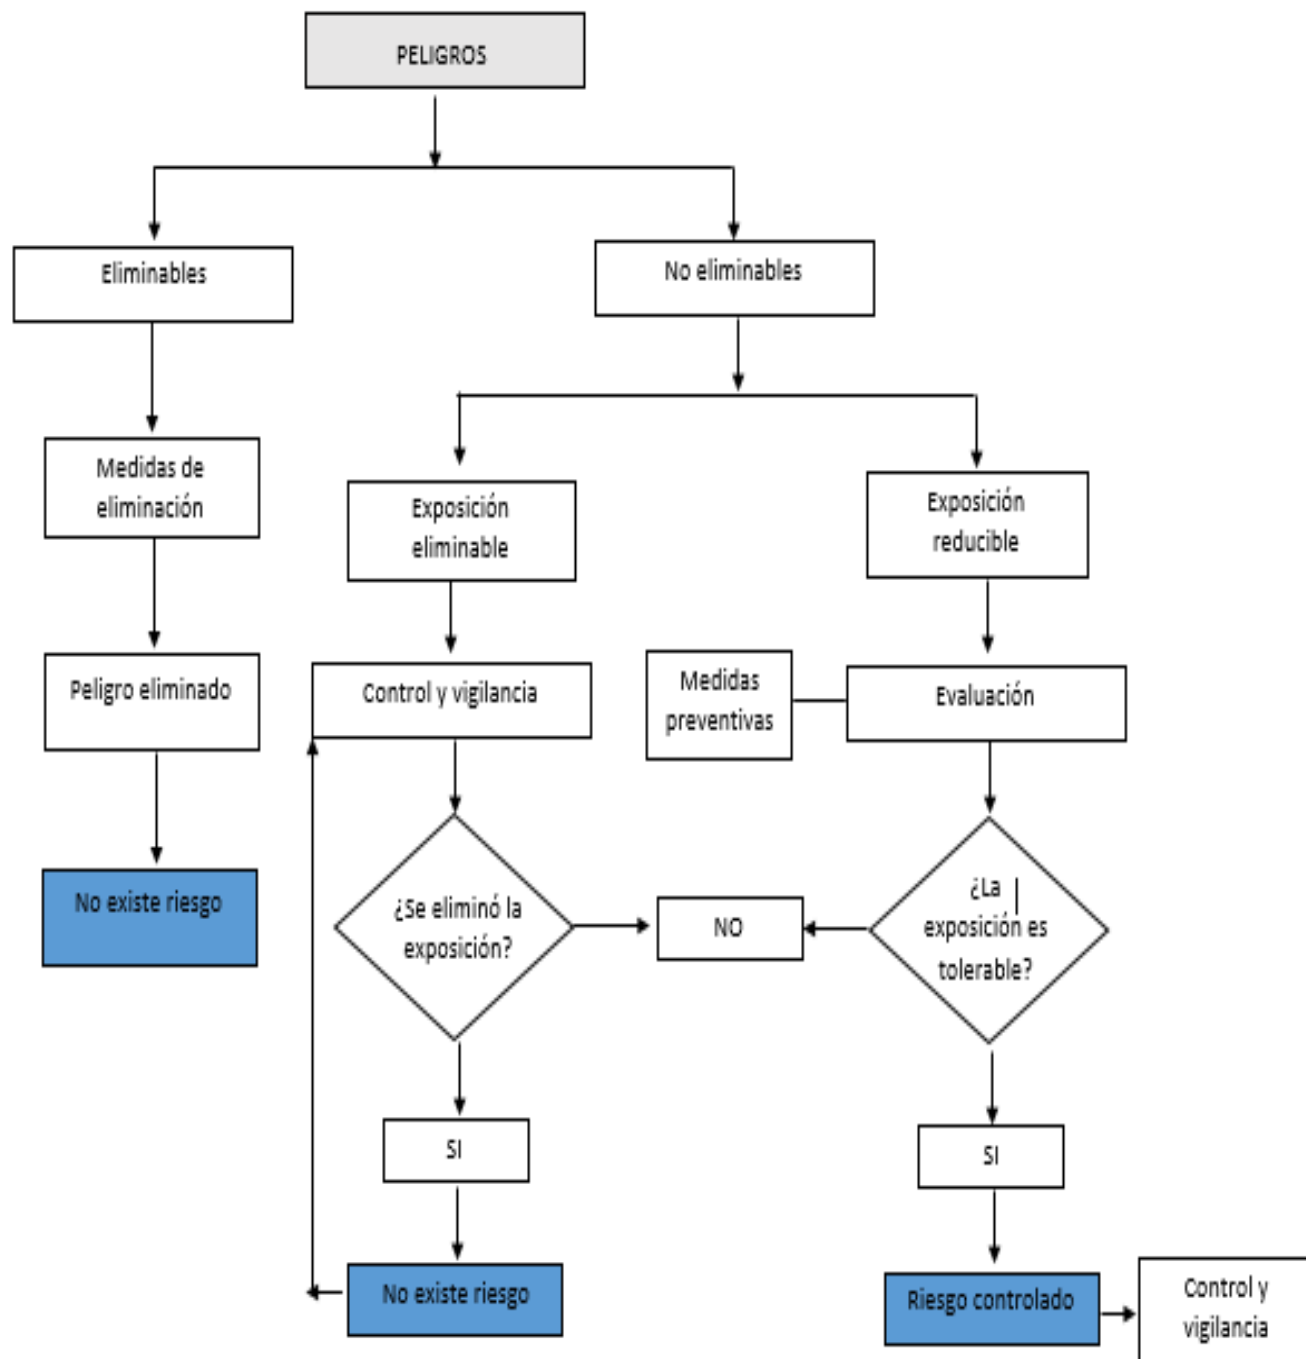 PELIGROS
Eliminables
No eliminables
Medidas de
eliminación
Exposición
eliminable
Exposición
reducible
Peligro eliminado
Control y vigilancia
Medidas
preventivas
Evaluación
No existe riesgo
¿Se eliminó la
exposición?
NO
¿La
exposición es
tolerable?
SI
SI
No existe riesgo
Riesgo controlado
Control y
vigilancia